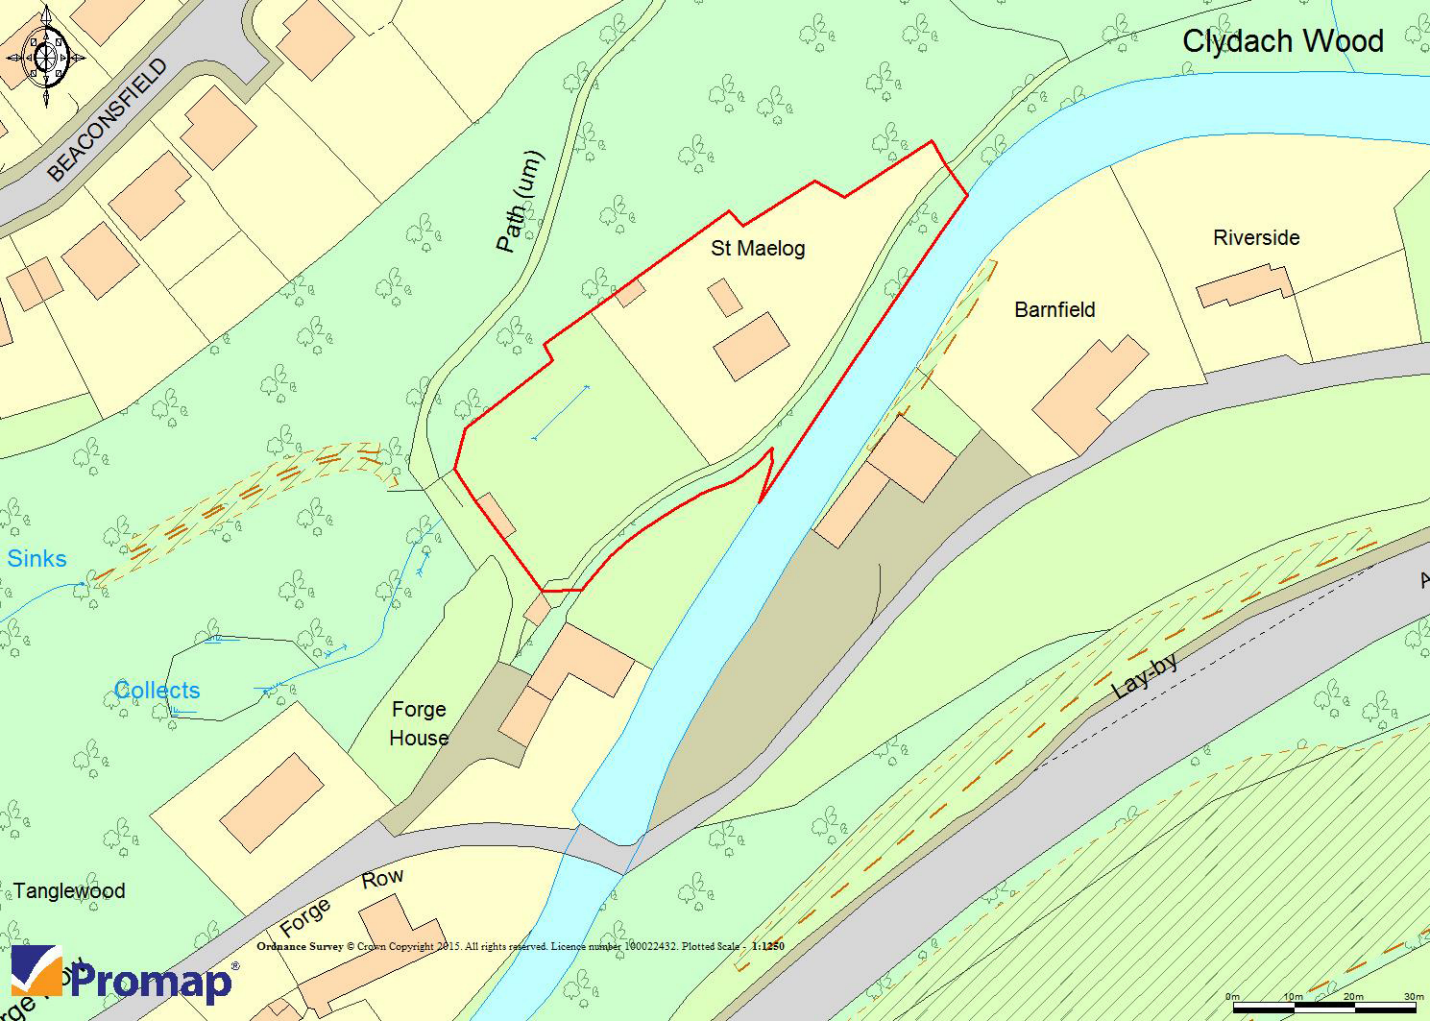 Clydach Wood
BEACONSFIELD
Path (um)
St Maelog
Riverside
Barnfield
Sinks
Collects
Lay-by
A
Forge
House
Tanglewood
Forge Row
Ordnance Survey © Crown Copyright 2015. All rights reserved. Licence number 100022432. Plotted Scale - 1:1250
Promap®
0m 10m 20m 30m